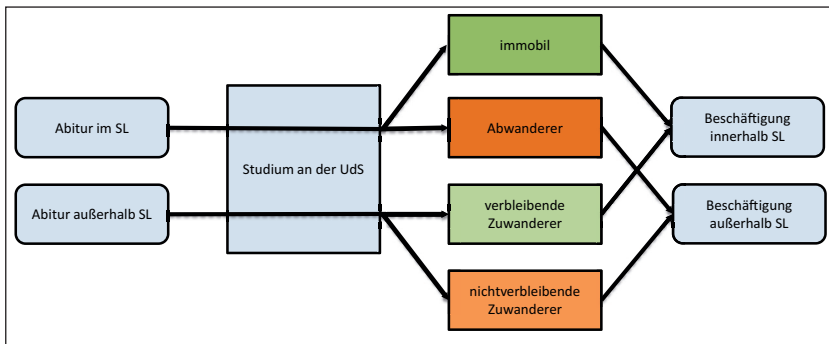 immobil
Abitur im SL
Abwanderer
Beschäftigung
innerhalb SL
Studium an der UdS
Abitur außerhalb SL
verbleibende
Zuwanderer
Beschäftigung
außerhalb SL
nichtverbleibende
Zuwanderer